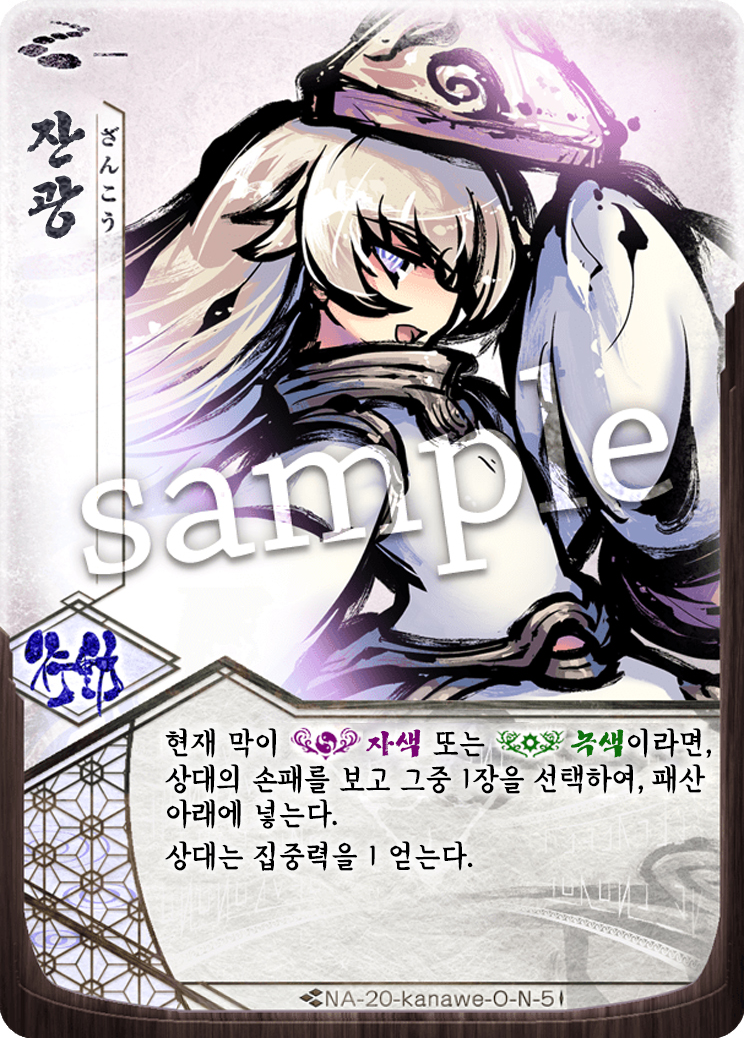 잔광
ざんこう
sample
행동
현재 막이 자색 또는 녹색이라면,
상대의 손패를 보고 그중 1장을 선택하여, 패산
아래에 넣는다.
상대는 집중력을 1 얻는다.
NA-20-kanawe-O-N-5